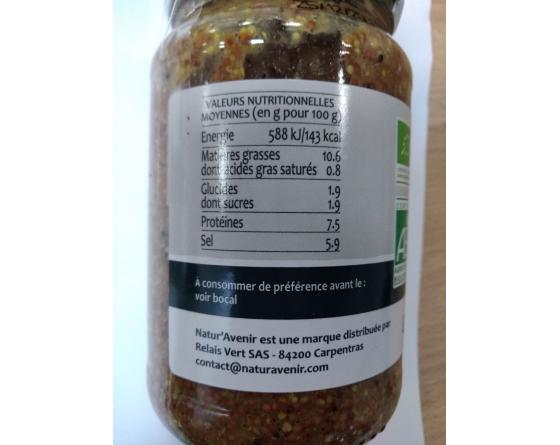 VALEURS NUTRITIONNELLES
MOYENNES (en g pour 100 g)
Energie 588 kJ/143 kcal
Matières grasses 10.6
dont acides gras saturés 0.8
Glucides 1.9
dont sucres 1.9
Protéines 7.5
Sel 5.9
À consommer de préférence avant le :
voir bocal
Natur'Avenir est une marque distribuée par
Relais Vert SAS - 84200 Carpentras
contact@naturavenir.com